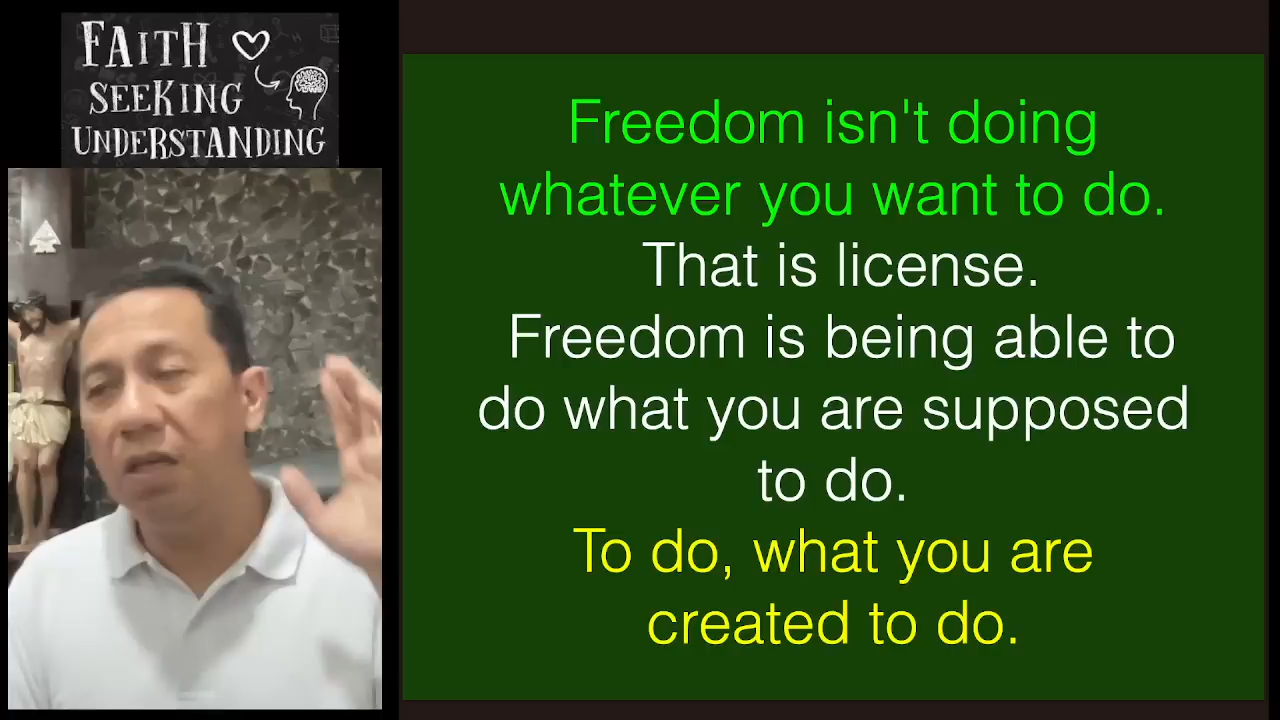 FAITH
SEEKING
UNDERSTANDING
Freedom isn't doing
whatever you want to do.
That is license.
Freedom is being able to
do what you are supposed
to do.
To do, what you are
created to do.